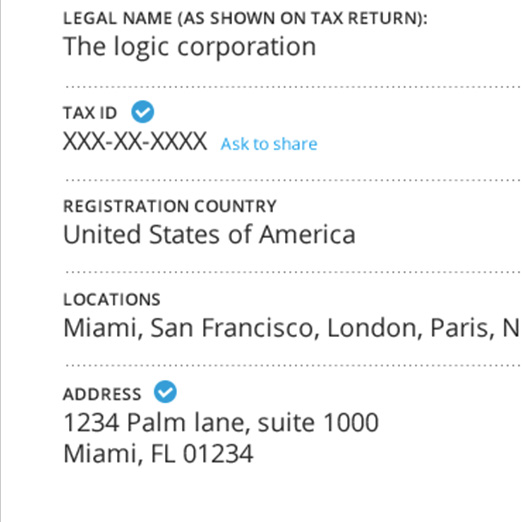 LEGAL NAME (AS SHOWN ON TAX RETURN):
The logic corporation
TAX ID
XXX-XX-XXXX Ask to share
REGISTRATION COUNTRY
United States of America
LOCATIONS
Miami, San Francisco, London, Paris, N
ADDRESS
1234 Palm lane, suite 1000
Miami, FL 01234